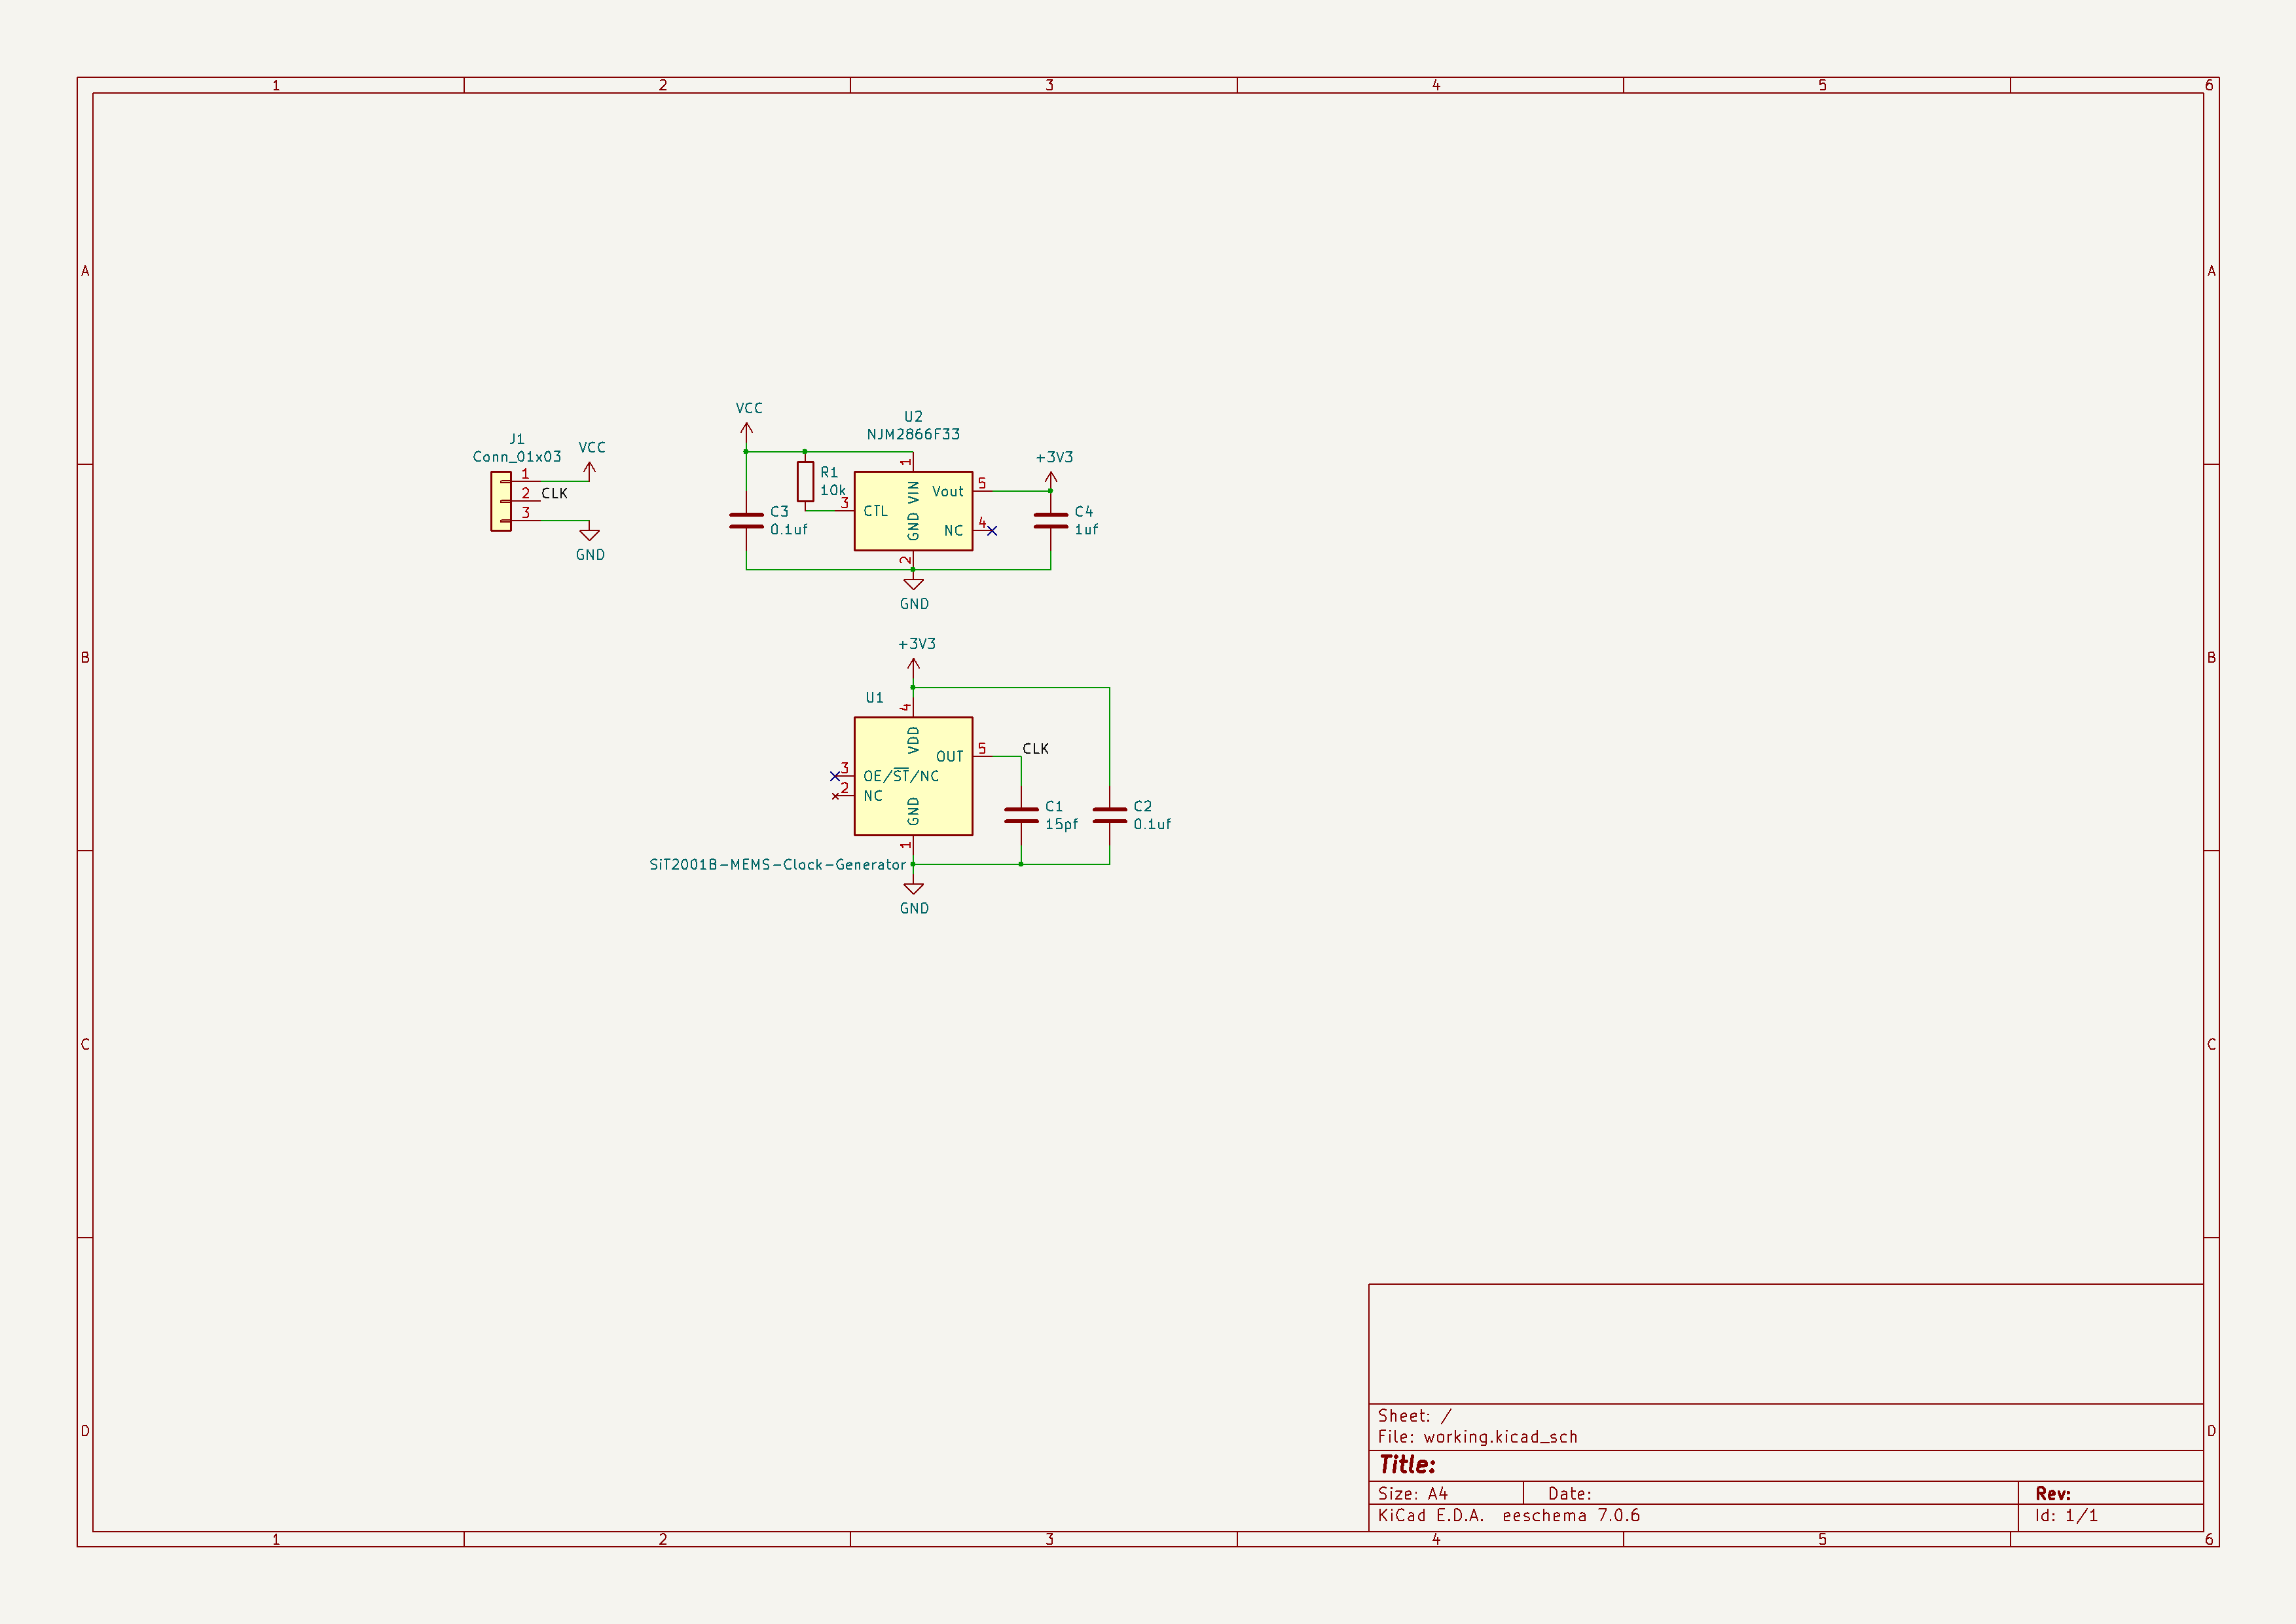 1 2 3 4 5 6
A A
B B
C C
D D
J1
Conn_01x03
1
2
3
CLK
VCC
GND
VCC
U2
NJM2866F33
+3V3
R1
10k
1
VIN
Vout
5
3
CTL
GND
NC
4
2
C3
0.1uf
C4
1uf
GND
+3V3
U1
4
VDD
OUT
5
CLK
3
OE/ST/NC
2
NC
GND
1
C1
15pf
C2
0.1uf
SiT2001B-MEMS-Clock-Generator
GND
Sheet: /
File: working.kicad_sch
Title:
Size: A4 Date: Rev:
KiCad E.D.A. eeschema 7.0.6 Id: 1/1
1 2 3 4 5 6